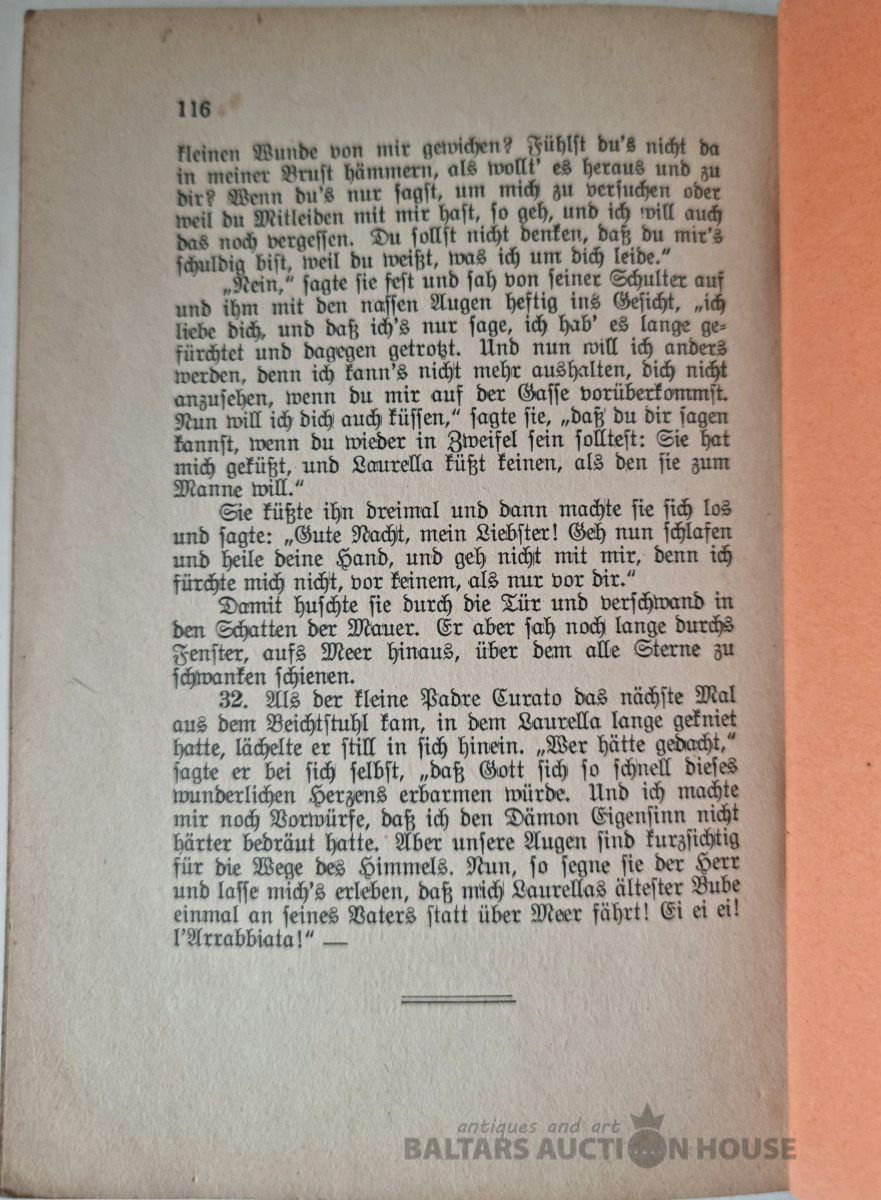 116
kleinen Wunde von mir gewichen? Fühlst du's nicht da
in meiner Brust hämmern, als wollt' es heraus und zu
dir? Wenn du's nur sagst, um mich zu versuchen oder
weil du Mitleiden mit mir hast, so geh, und ich will auch
das noch vergessen. Du sollst nicht denken, daß du mir's
schuldig bist, weil du weißt, was ich um dich leide.“
„Nein,“ sagte sie fest und sah von seiner Schulter auf
und ihm mit den nassen Augen heftig ins Gesicht, „ich
liebe dich, und daß ich's nur sage, ich hab' es lange ge-
fürchtet und dagegen getrotzt. Und nun will ich anders
werden, denn ich kann's nicht mehr aushalten, dich nicht
anzusehen, wenn du mir auf der Gasse vorüberkommst.
Nun will ich dich auch küssen,“ sagte sie, „daß du dir sagen
kannst, wenn du wieder in Zweifel sein solltest: Sie hat
mich geküßt, und Laurella küßt keinen, als den sie zum
Manne will.“
Sie küßte ihn dreimal und dann machte sie sich los
und sagte: „Gute Nacht, mein Liebster! Geh nun schlafen
und heile deine Hand, und geh nicht mit mir, denn ich
fürchte mich nicht, vor keinem, als nur vor dir.“
Damit huschte sie durch die Tür und verschwand in
den Schatten der Mauer. Er aber sah noch lange durchs
Fenster, aufs Meer hinaus, über dem alle Sterne zu
schwanken schienen.
32. Als der kleine Padre Curato das nächste Mal
aus dem Beichtstuhl kam, in dem Laurella lange gekniet
hatte, lächelte er still in sich hinein. „Wer hätte gedacht,“
sagte er bei sich selbst, „daß Gott sich so schnell dieses
wunderlichen Herzens erbarmen würde. Und ich machte
mir noch Vorwürfe, daß ich den Dämon Eigensinn nicht
härter bedräut hatte. Aber unsere Augen sind kurzsichtig
für die Wege des Himmels. Nun, so segne sie der Herr
und lasse mich's erleben, daß mich Laurellas ältester Bube
einmal an seines Vaters statt über Meer fährt! Ei ei ei!
l'Arrabbiata!“ —
antiques and art
BALTARS AUCTION HOUSE